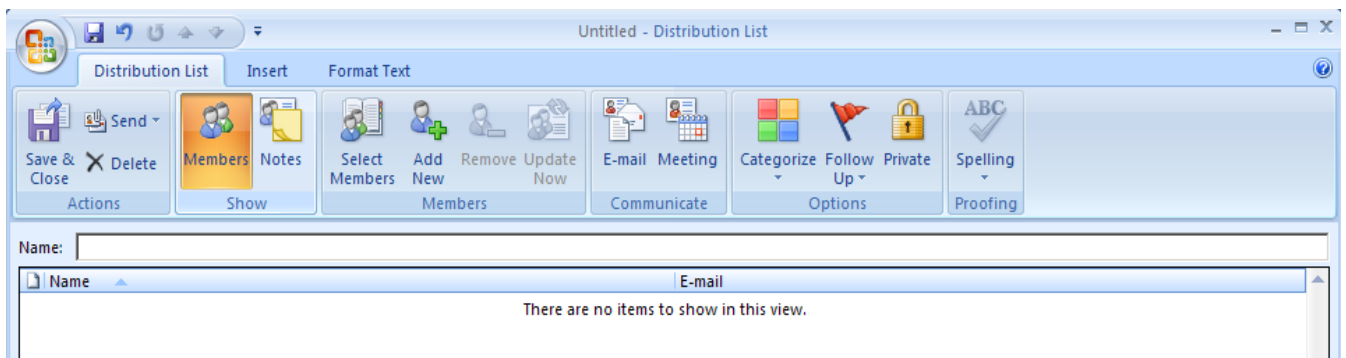 Untitled - Distribution List
Distribution List Insert Format Text
Save & Close Send Delete Members Notes Select Members Add New Remove Update Now E-mail Meeting Categorize Follow Up Private ABC Spelling
Actions Show Members Communicate Options Proofing
Name:
Name E-mail
There are no items to show in this view.